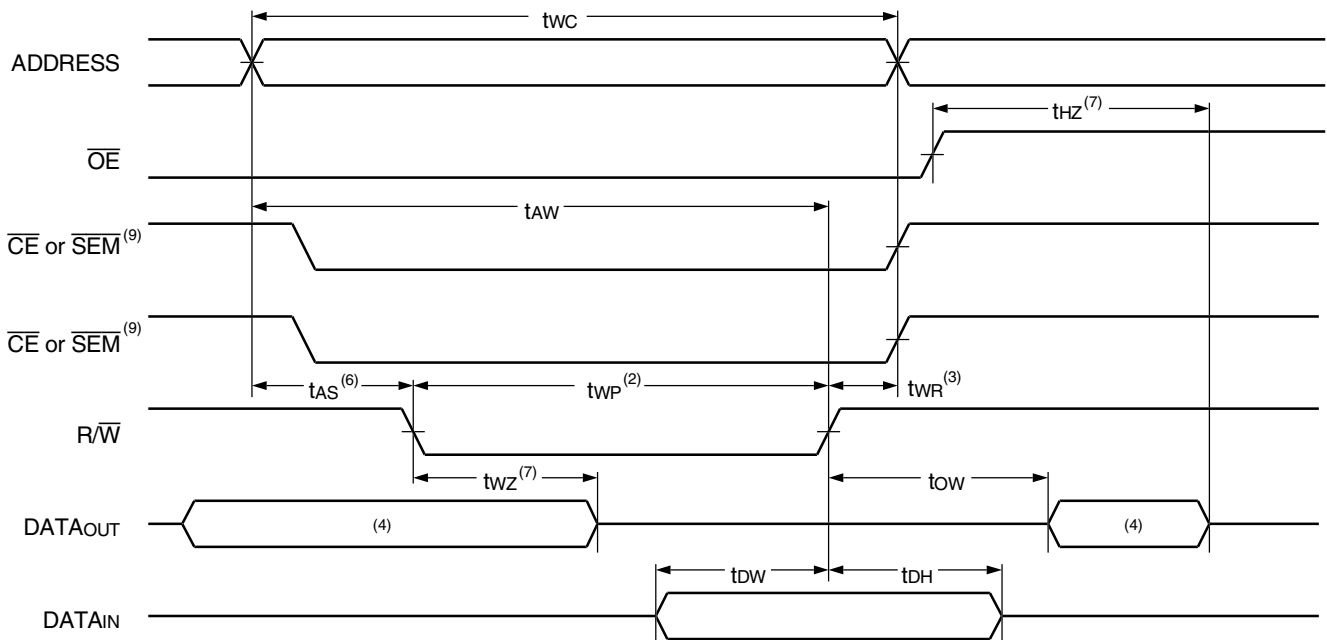 tWC
ADDRESS
tHZ(7)
OE
tAW
CE or SEM(9)
CE or SEM(9)
tAS(6)
tWP(2)
tWR(3)
R/W
tWZ(7)
tOW
DATAOUT
(4)
(4)
tDW
tDH
DATAIN